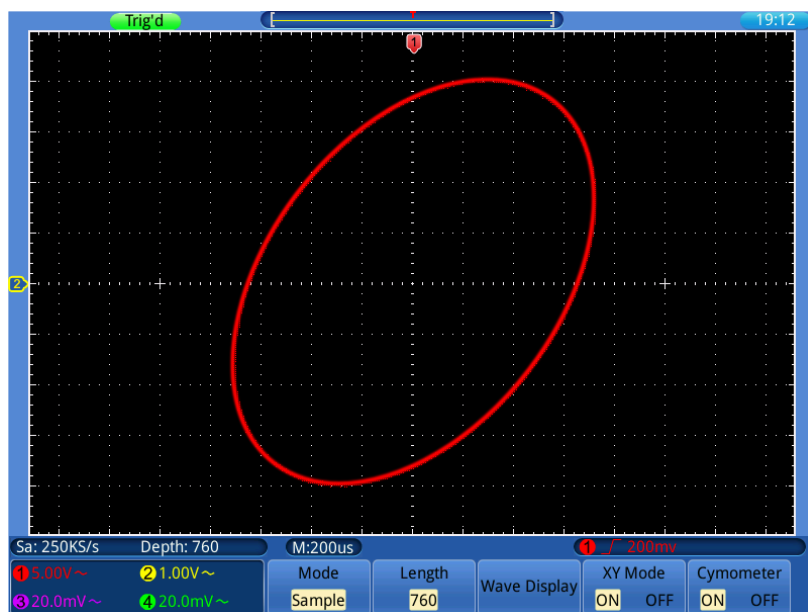 Trig'd
19:12
1
2
Sa: 250KS/s Depth: 760 M:200us 1 200mv
1 5.00V~ 2 1.00V~ Mode Length Wave Display XY Mode Cymometer
3 20.0mV~ 4 20.0mV~ Sample 760 ON OFF ON OFF